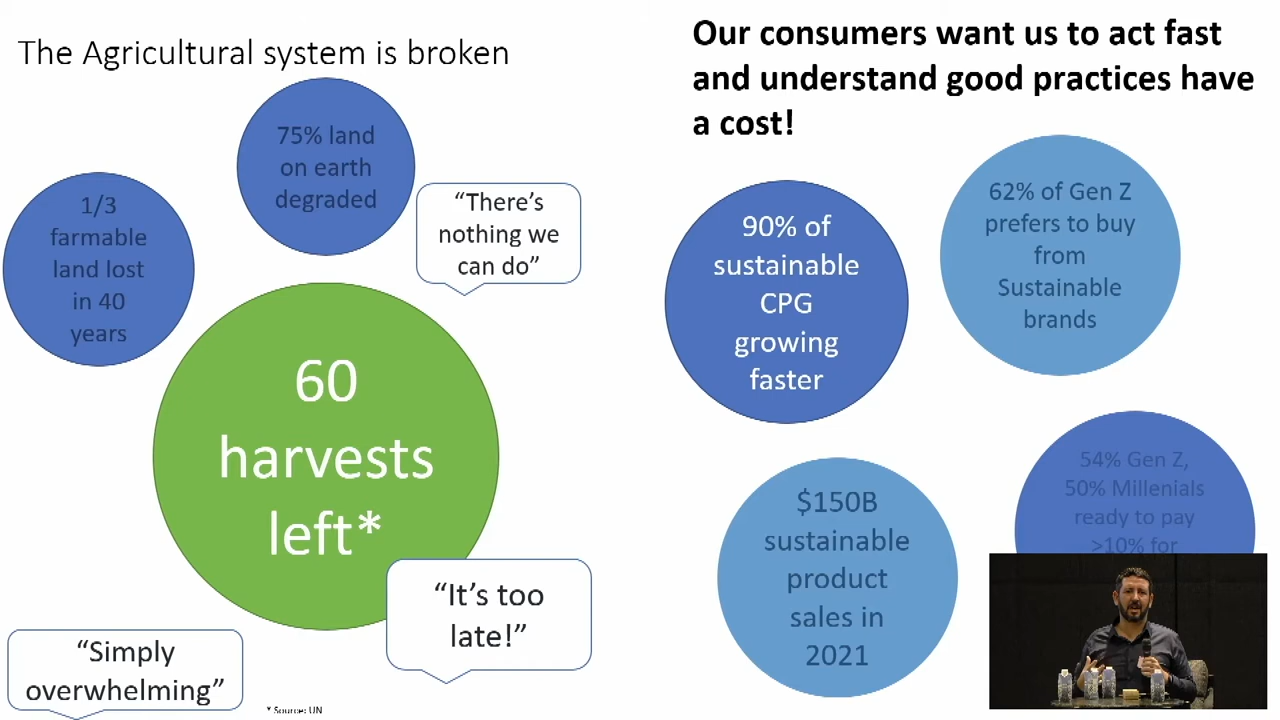 The Agricultural system is broken
75% land
on earth
degraded
1/3
farmable
land lost
in 40
years
“There’s
nothing we
can do”
60
harvests
left*
“It’s too
late!”
“Simply
overwhelming”
* Source: UN
Our consumers want us to act fast
and understand good practices have
a cost!
90% of
sustainable
CPG
growing
faster
62% of Gen Z
prefers to buy
from
Sustainable
brands
$150B
sustainable
product
sales in
2021
54% Gen Z,
50% Millenials
ready to pay
>10% for